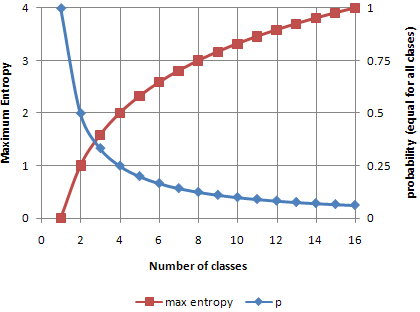 4
3
2
1
0
1
0.75
0.5
0.25
0
0 2 4 6 8 10 12 14 16
Maximum Entropy
probability (equal for all clases)
Number of classes
max entropy p